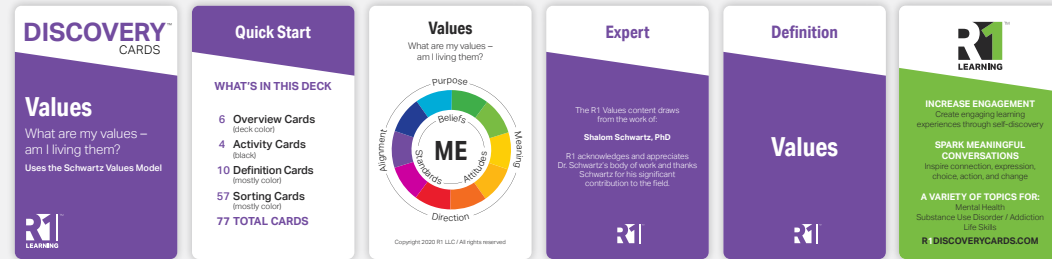 DISCOVERY™
CARDS
Values
What are my values –
am I living them?
Uses the Schwartz Values Model
R1
LEARNING
Quick Start
WHAT'S IN THIS DECK
6 Overview Cards
(deck color)
4 Activity Cards
(black)
10 Definition Cards
(mostly color)
57 Sorting Cards
(mostly color)
77 TOTAL CARDS
Values
What are my values –
am I living them?
Purpose
Meaning
Direction
Alignment
Beliefs
Attitudes
Standards
ME
Copyright 2020 R1 LLC / All rights reserved
Expert
The R1 Values content draws
from the work of:
Shalom Schwartz, PhD
R1 acknowledges and appreciates
Dr. Schwartz's body of work and thanks
Schwartz for his significant
contribution to the field.
R1
Definition
Values
R1
R1™
LEARNING
INCREASE ENGAGEMENT
Create engaging learning
experiences through self-discovery
SPARK MEANINGFUL
CONVERSATIONS
Inspire connection, expression,
choice, action, and change
A VARIETY OF TOPICS FOR:
Mental Health
Substance Use Disorder / Addiction
Life Skills
R1DISCOVERYCARDS.COM